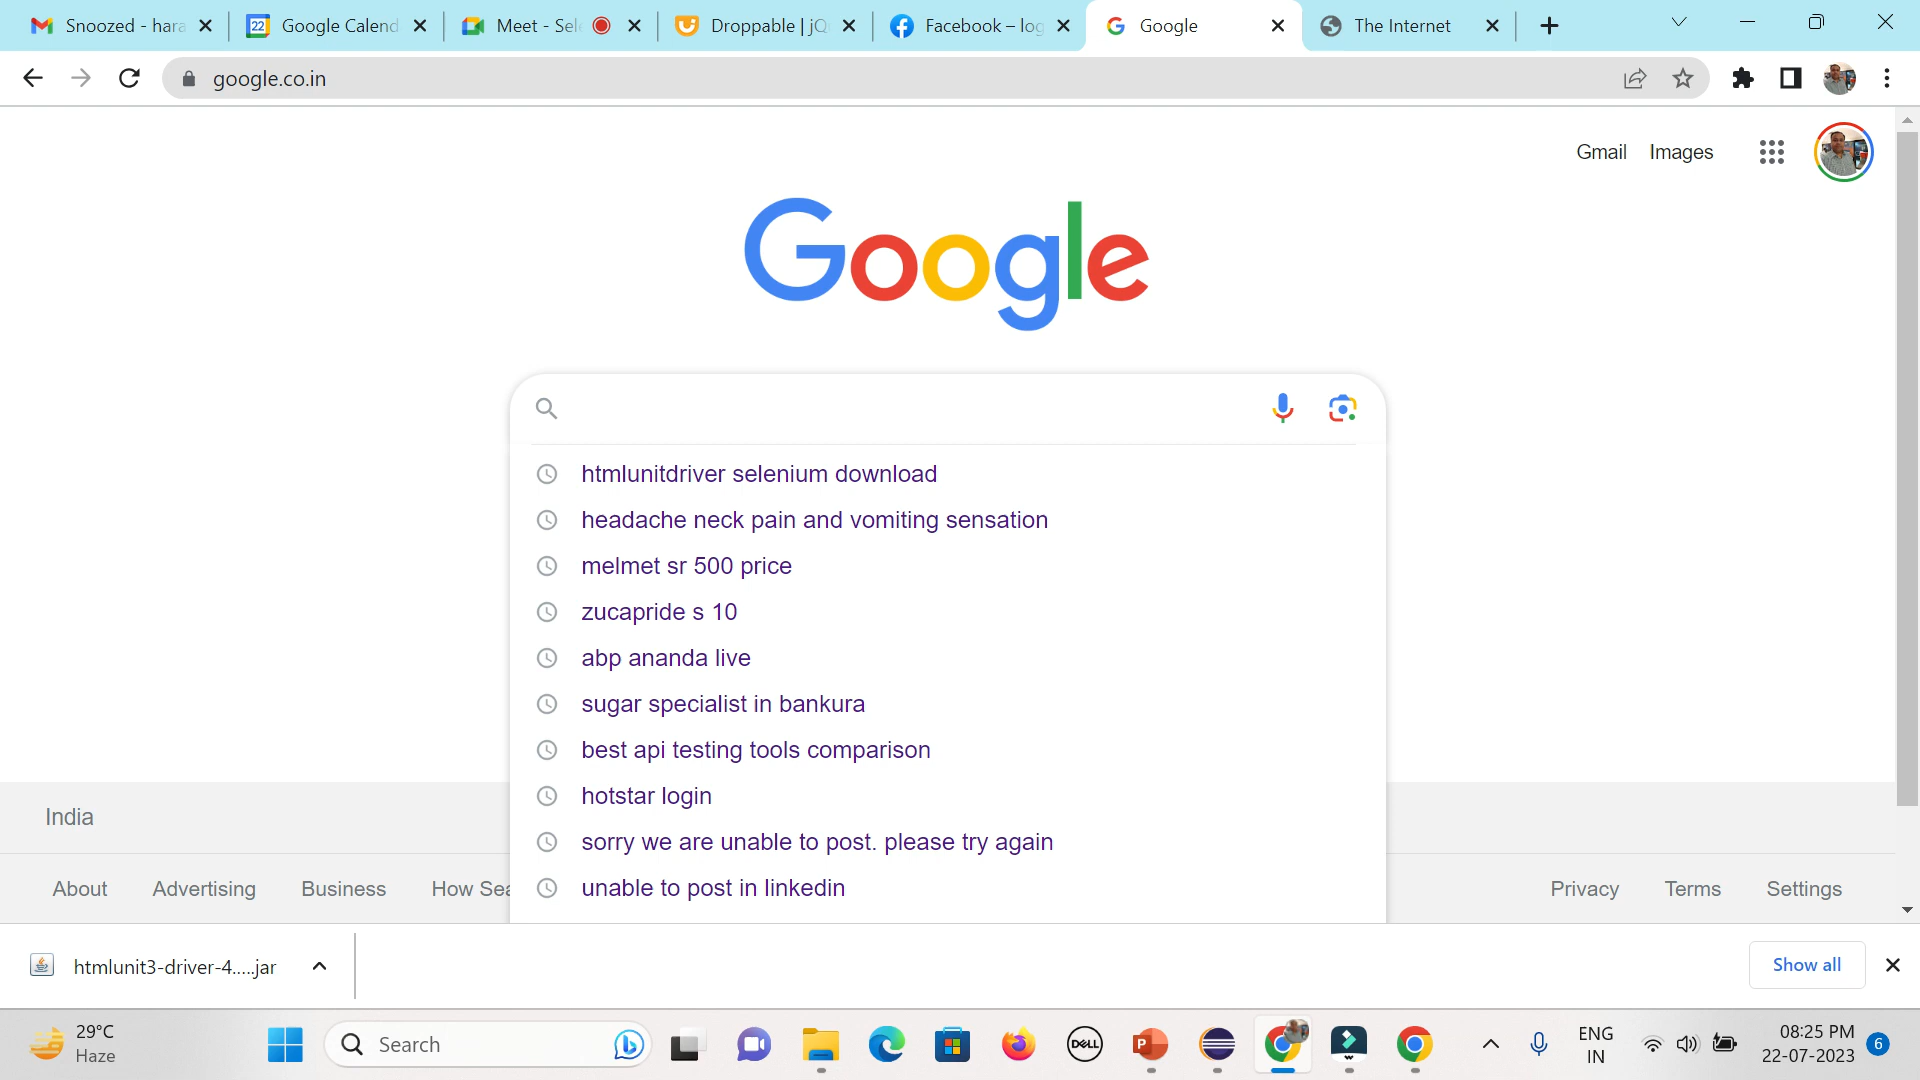 Snoozed - hara
Google Calend
Meet - Sel
Droppable | jQ
Facebook – log
Google
The Internet
google.co.in
Gmail
Images
Google
htmlunitdriver selenium download
headache neck pain and vomiting sensation
melmet sr 500 price
zucapride s 10
abp ananda live
sugar specialist in bankura
best api testing tools comparison
hotstar login
sorry we are unable to post. please try again
unable to post in linkedin
India
About
Advertising
Business
How Sea
Privacy
Terms
Settings
htmlunit3-driver-4.....jar
Show all
29°C
Haze
Search
DELL
ENG
IN
08:25 PM
22-07-2023
6